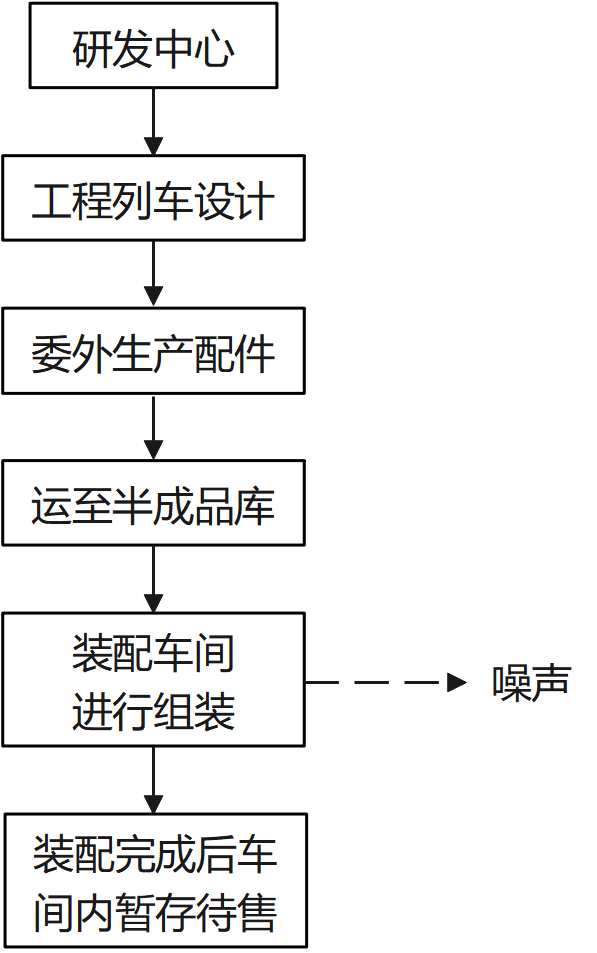 研发中心
工程列车设计
委外生产配件
运至半成品库
装配车间
进行组装
噪声
装配完成后车
间内暂存待售